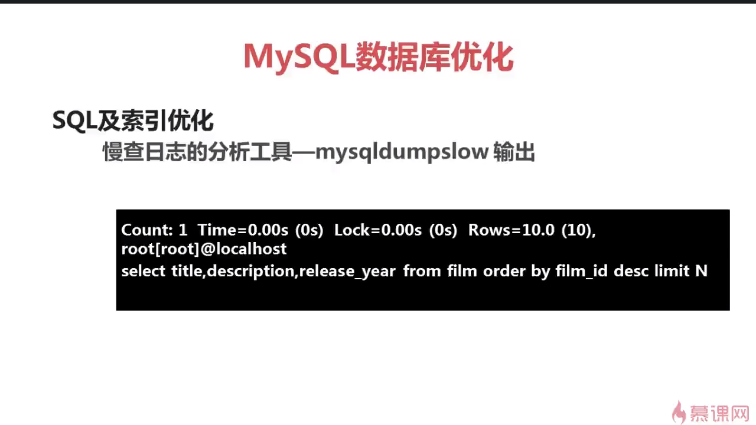 MySQL数据库优化
SQL及索引优化
慢查日志的分析工具—mysqldumpslow 输出
Count: 1 Time=0.00s (0s) Lock=0.00s (0s) Rows=10.0 (10),
root[root]@localhost
select title,description,release_year from film order by film_id desc limit N
慕课网